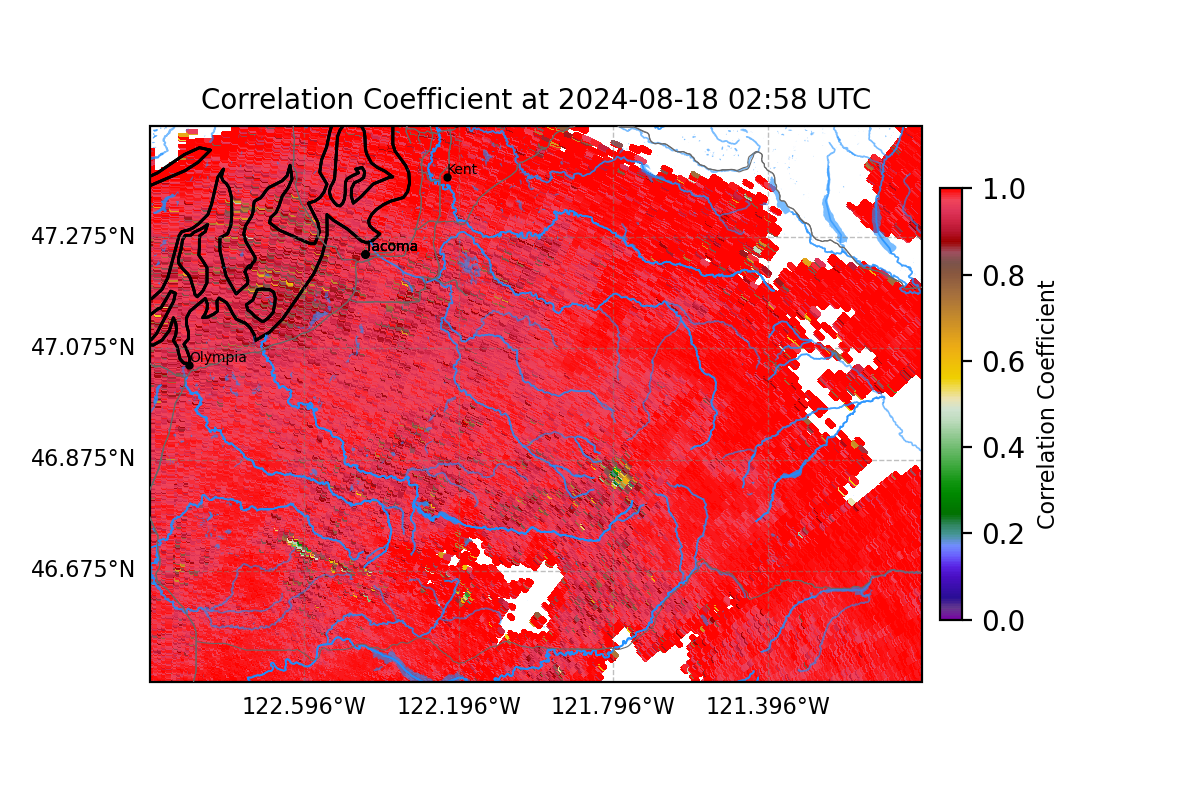 Correlation Coefficient at 2024-08-18 02:58 UTC
Kent
Tacoma
Olympia
47.275°N
47.075°N
46.875°N
46.675°N
122.596°W
122.196°W
121.796°W
121.396°W
1.0
0.8
0.6
0.4
0.2
0.0
Correlation Coefficient